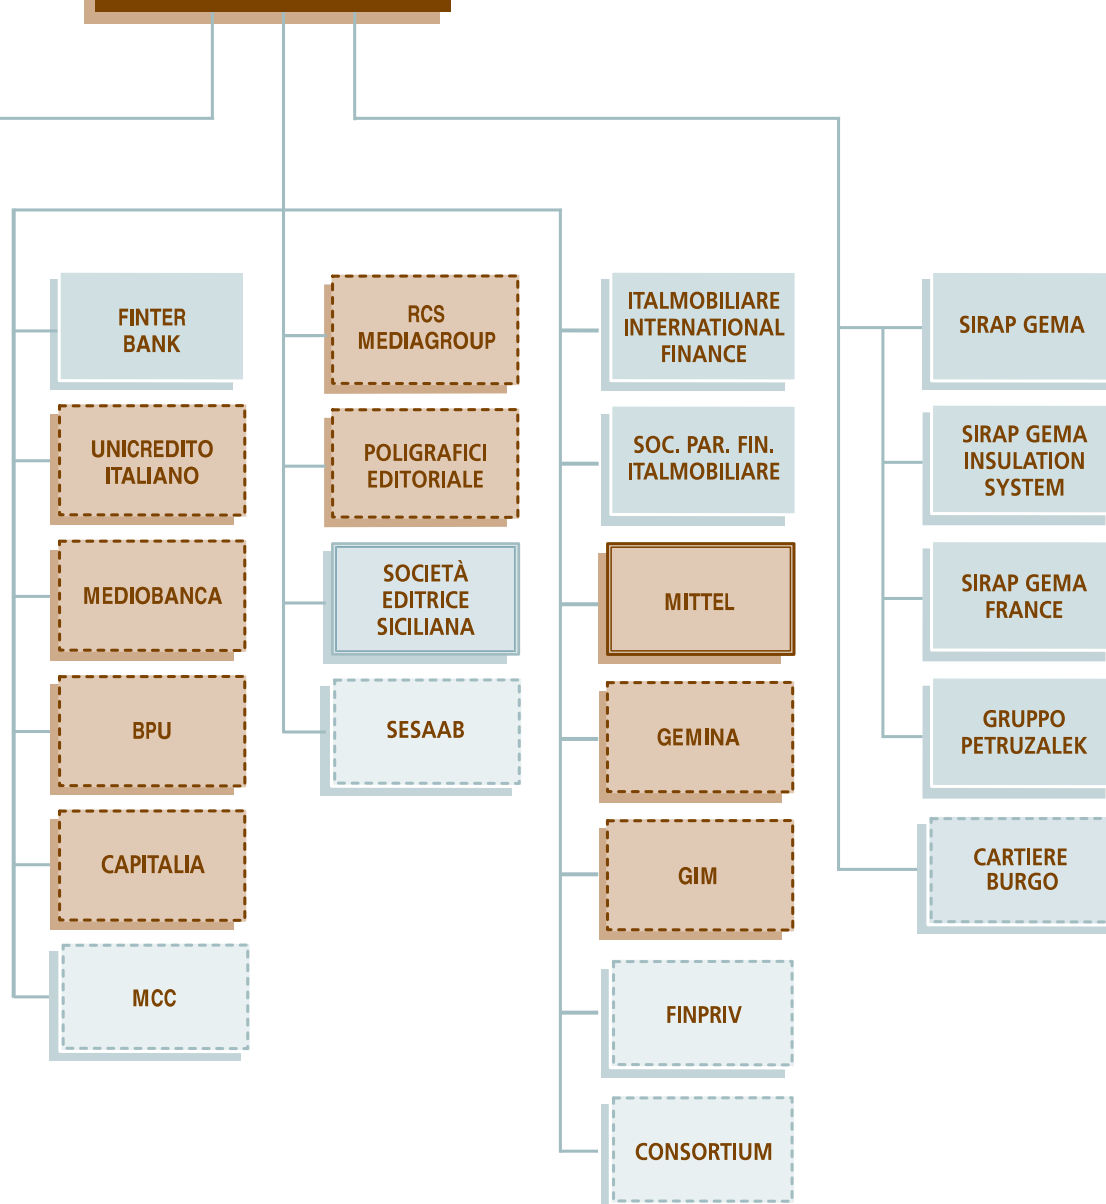 FINTER
BANK
UNICREDITO
ITALIANO
MEDIOBANCA
BPU
CAPITALIA
MCC
RCS
MEDIAGROUP
POLIGRAFICI
EDITORIALE
SOCIETÀ
EDITRICE
SICILIANA
SESAAB
ITALMOBILIARE
INTERNATIONAL
FINANCE
SOC. PAR. FIN.
ITALMOBILIARE
MITTEL
GEMINA
GIM
FINPRIV
CONSORTIUM
SIRAP GEMA
SIRAP GEMA
INSULATION
SYSTEM
SIRAP GEMA
FRANCE
GRUPPO
PETRUZALEK
CARTIERE
BURGO